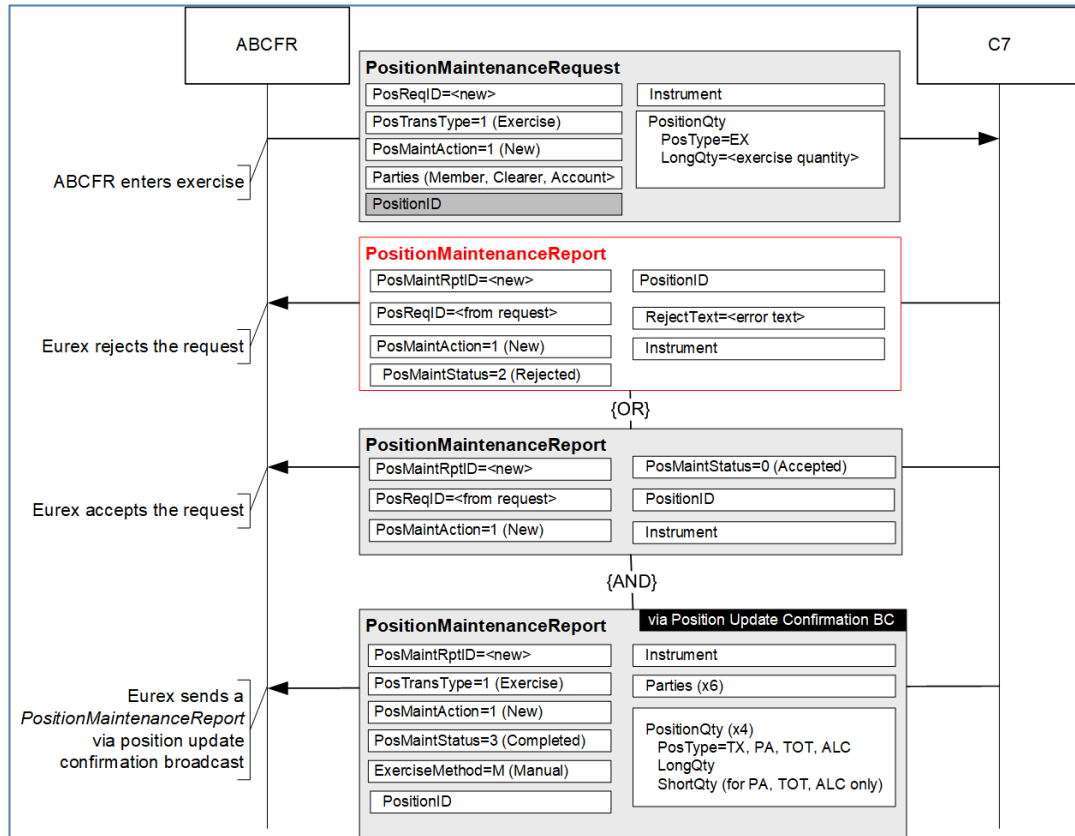 ABCFR
C7
PositionMaintenanceRequest
PosReqID=<new>
Instrument
PosTransType=1 (Exercise)
PositionQty
PosType=EX
LongQty=<exercise quantity>
PosMaintAction=1 (New)
Parties (Member, Clearer, Account>
PositionID
ABCFR enters exercise
PositionMaintenanceReport
PosMaintRptID=<new>
PositionID
PosReqID=<from request>
RejectText=<error text>
PosMaintAction=1 (New)
Instrument
PosMaintStatus=2 (Rejected)
Eurex rejects the request
{OR}
PositionMaintenanceReport
PosMaintRptID=<new>
PosMaintStatus=0 (Accepted)
PosReqID=<from request>
PositionID
PosMaintAction=1 (New)
Instrument
Eurex accepts the request
{AND}
PositionMaintenanceReport
via Position Update Confirmation BC
PosMaintRptID=<new>
Instrument
PosTransType=1 (Exercise)
Parties (x6)
PosMaintAction=1 (New)
PosMaintStatus=3 (Completed)
ExerciseMethod=M (Manual)
PositionID
PositionQty (x4)
PosType=TX, PA, TOT, ALC
LongQty
ShortQty (for PA, TOT, ALC only)
Eurex sends a
PositionMaintenanceReport
via position update
confirmation broadcast